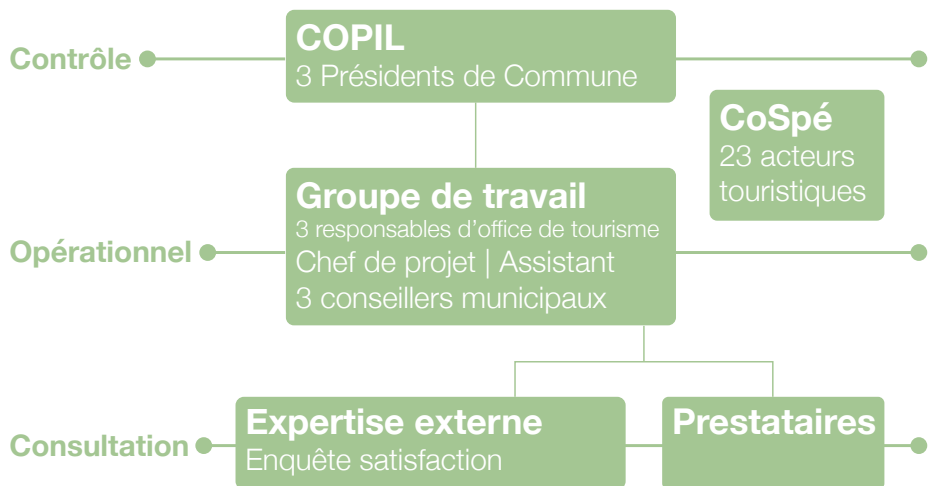 Contrôle
COPIL
3 Présidents de Commune
CoSpé
23 acteurs
touristiques
Opérationnel
Groupe de travail
3 responsables d'office de tourisme
Chef de projet | Assistant
3 conseillers municipaux
Consultation
Expertise externe
Enquête satisfaction
Prestataires